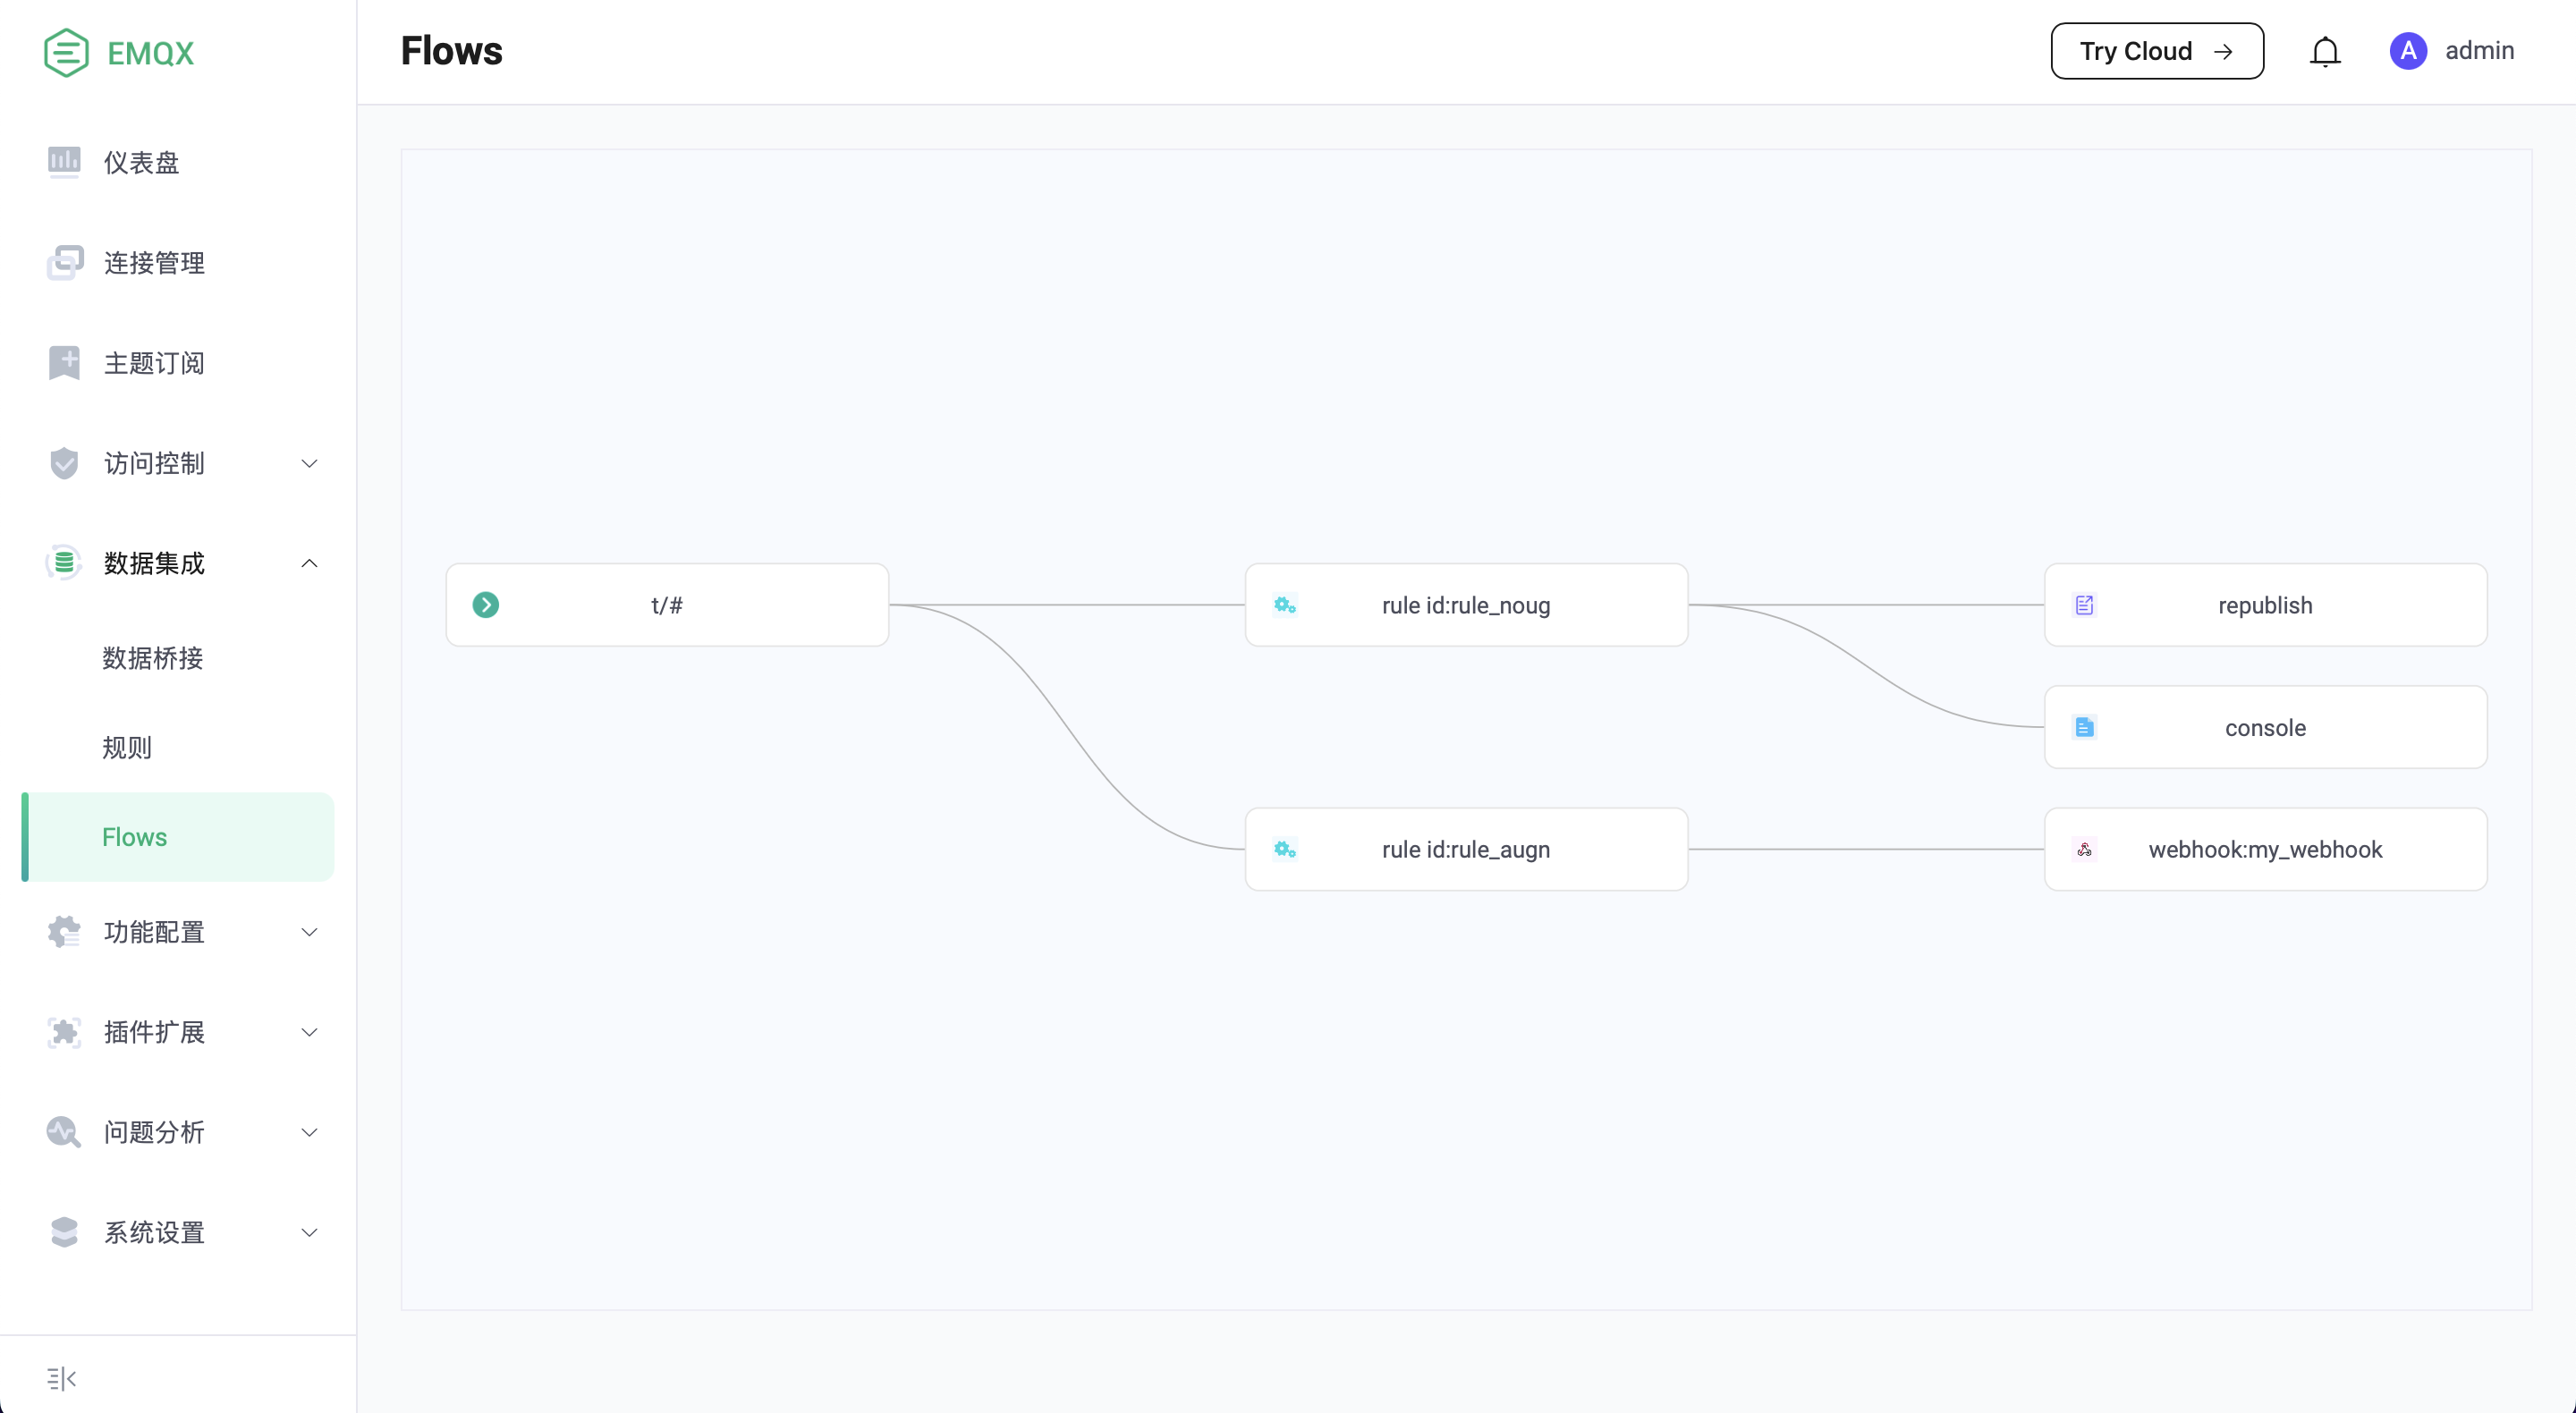 EMQX
仪表盘
连接管理
主题订阅
访问控制
数据集成
数据桥接
规则
Flows
功能配置
插件扩展
问题分析
系统设置
Flows
Try Cloud →
A admin
t/#
rule id:rule_noug
republish
console
rule id:rule_augn
webhook:my_webhook